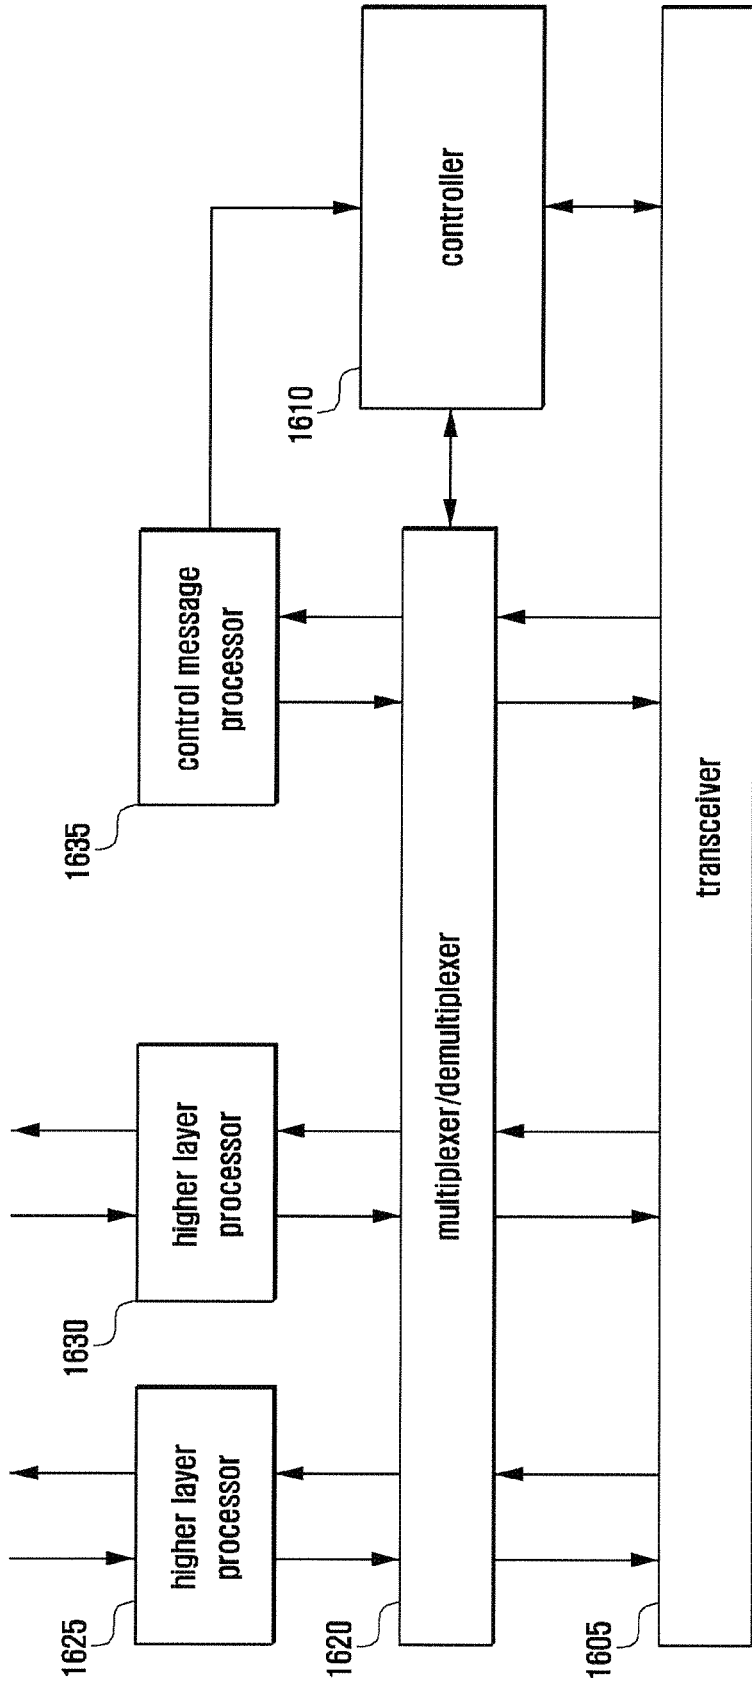 1625
higher layer
processor
1630
higher layer
processor
1635
control message
processor
1620
multiplexer/demultiplexer
1610
controller
1605
transceiver